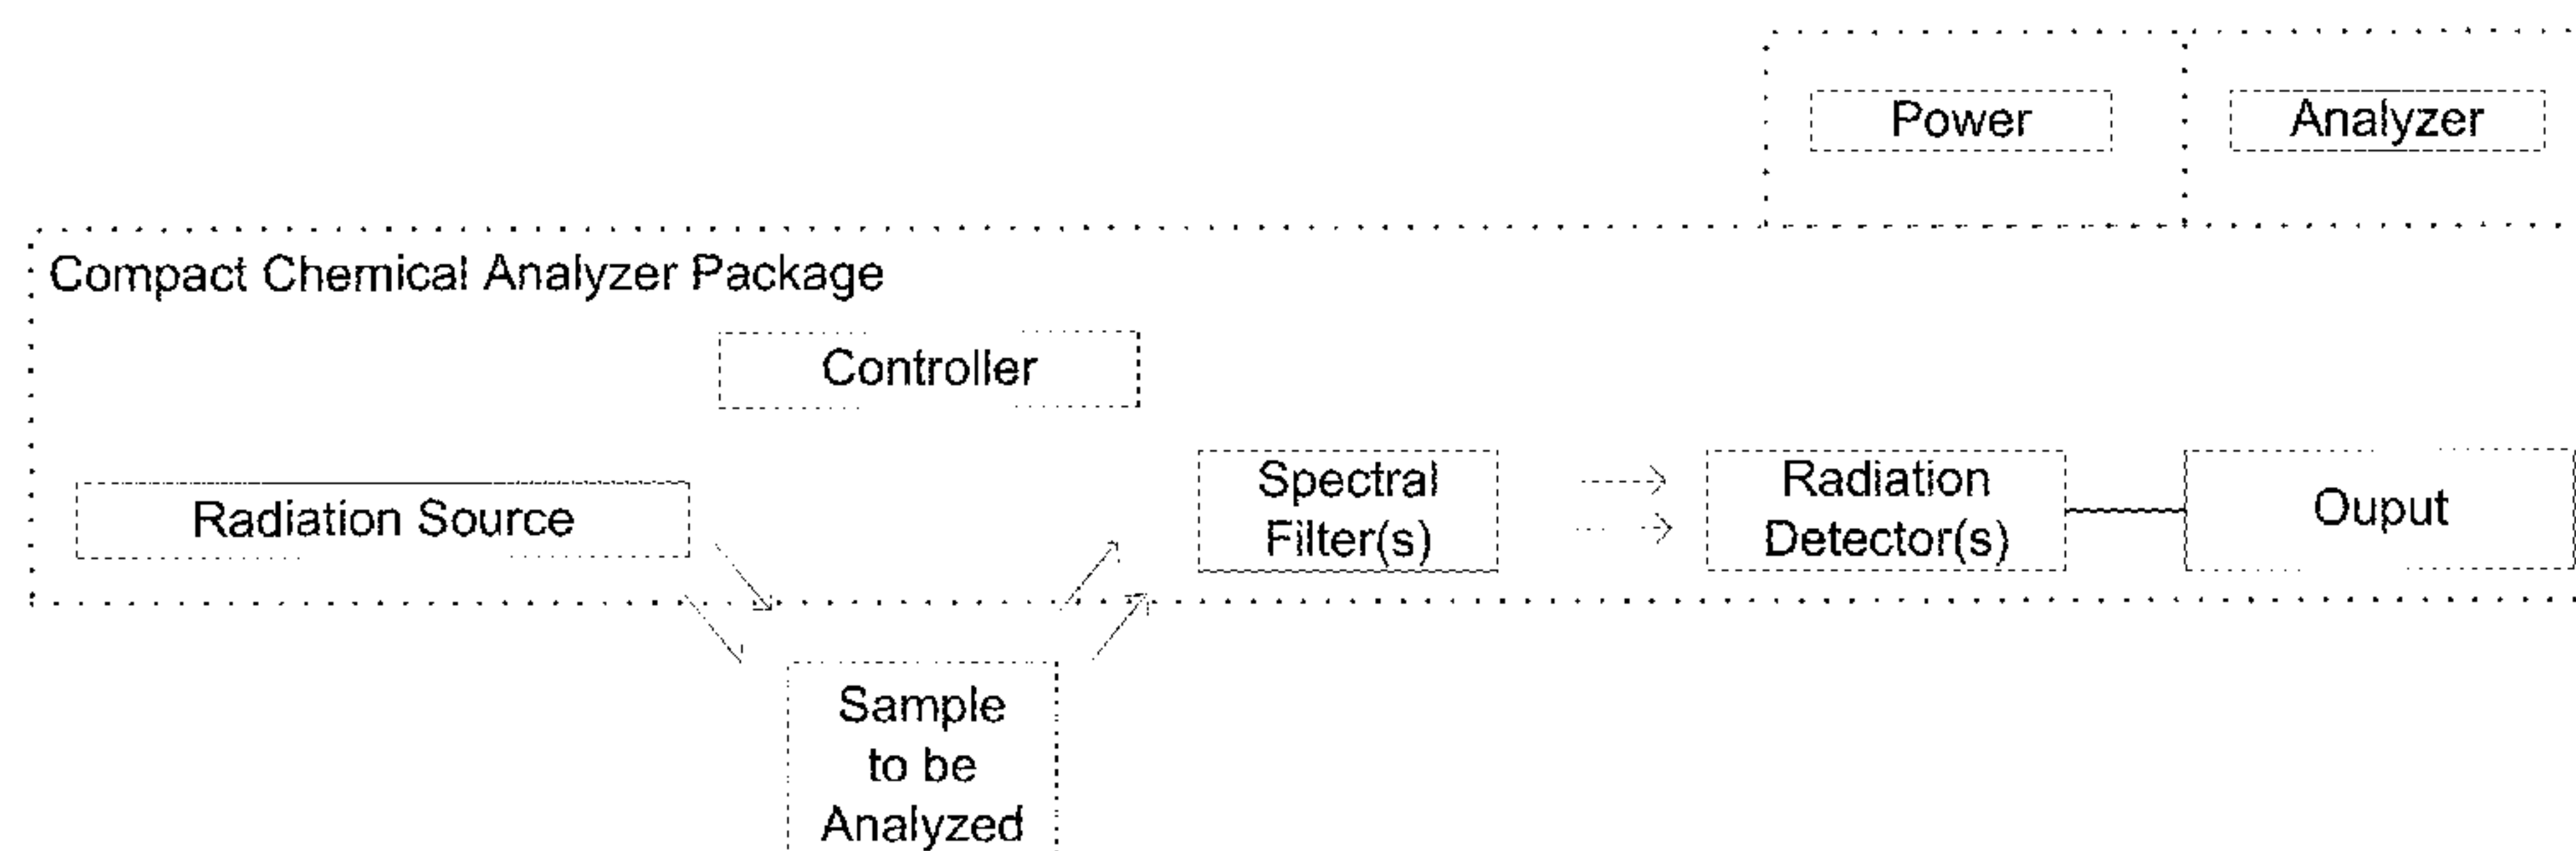 Power
Analyzer
Compact Chemical Analyzer Package
Controller
Radiation Source
Spectral
Filter(s)
Radiation
Detector(s)
Ouput
Sample
to be
Analyzed